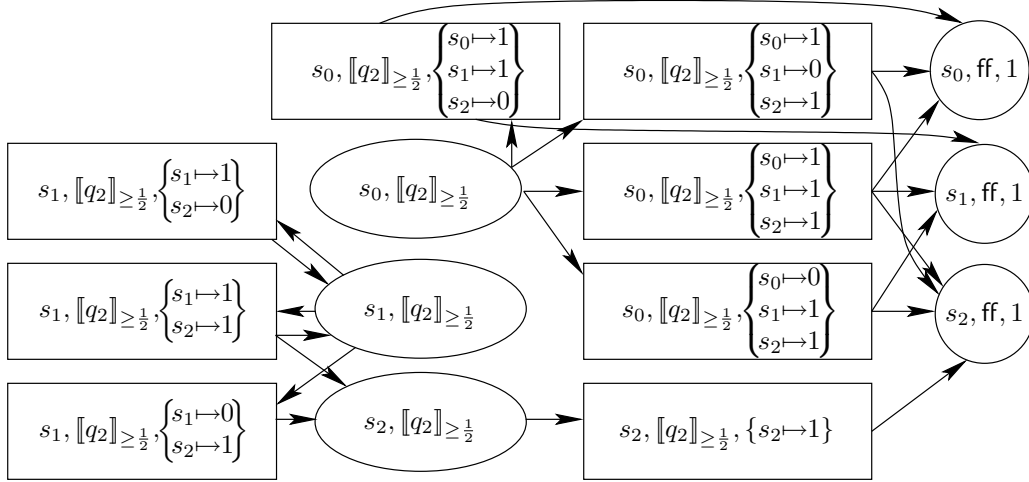 s₀, ⟦q₂⟧≥½, {s₀↦1 s₁↦1 s₂↦0}
s₀, ⟦q₂⟧≥½, {s₀↦1 s₁↦0 s₂↦1}
s₀, ff, 1
s₁, ⟦q₂⟧≥½, {s₁↦1 s₂↦0}
s₀, ⟦q₂⟧≥½
s₀, ⟦q₂⟧≥½, {s₀↦1 s₁↦1 s₂↦1}
s₁, ff, 1
s₁, ⟦q₂⟧≥½, {s₁↦1 s₂↦1}
s₁, ⟦q₂⟧≥½
s₀, ⟦q₂⟧≥½, {s₀↦0 s₁↦1 s₂↦1}
s₂, ff, 1
s₁, ⟦q₂⟧≥½, {s₁↦0 s₂↦1}
s₂, ⟦q₂⟧≥½
s₂, ⟦q₂⟧≥½, {s₂↦1}